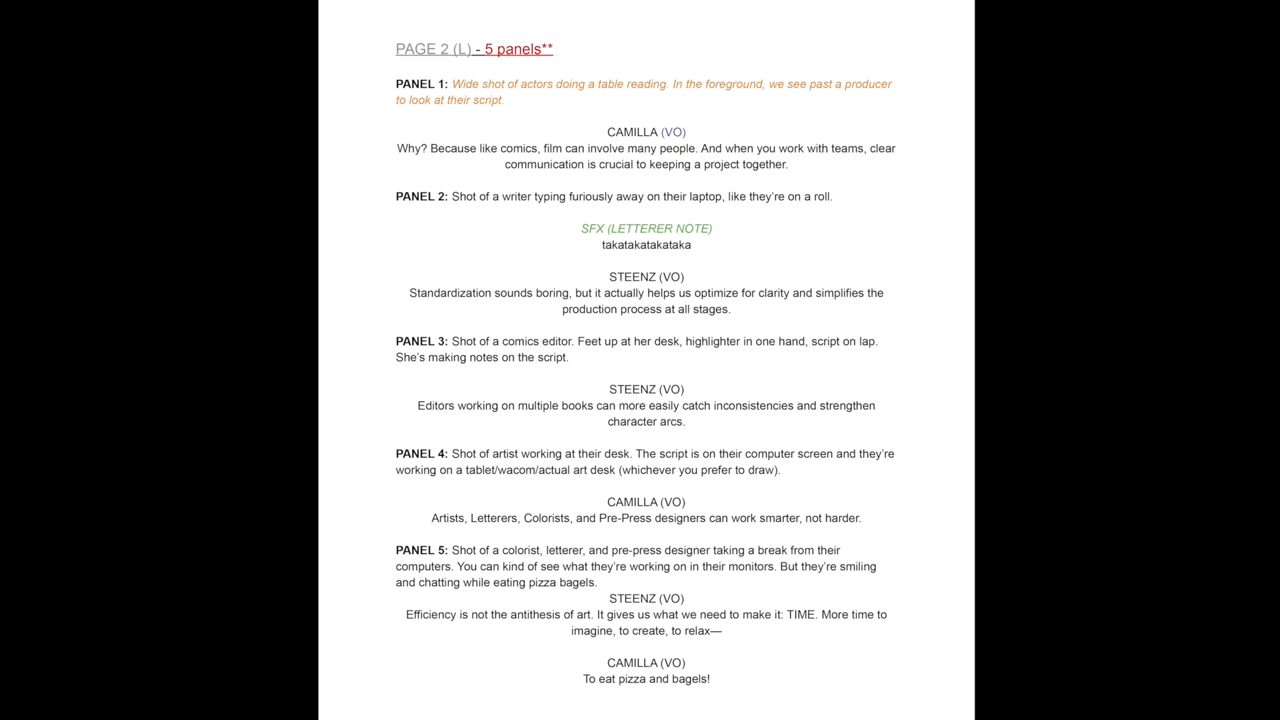 PAGE 2 (L) - 5 panels**
PANEL 1: Wide shot of actors doing a table reading. In the foreground, we see past a producer
to look at their script.
CAMILLA (VO)
Why? Because like comics, film can involve many people. And when you work with teams, clear
communication is crucial to keeping a project together.
PANEL 2: Shot of a writer typing furiously away on their laptop, like they’re on a roll.
SFX (LETTERER NOTE)
takatakatakataka
STEENZ (VO)
Standardization sounds boring, but it actually helps us optimize for clarity and simplifies the
production process at all stages.
PANEL 3: Shot of a comics editor. Feet up at her desk, highlighter in one hand, script on lap.
She’s making notes on the script.
STEENZ (VO)
Editors working on multiple books can more easily catch inconsistencies and strengthen
character arcs.
PANEL 4: Shot of artist working at their desk. The script is on their computer screen and they’re
working on a tablet/wacom/actual art desk (whichever you prefer to draw).
CAMILLA (VO)
Artists, Letterers, Colorists, and Pre-Press designers can work smarter, not harder.
PANEL 5: Shot of a colorist, letterer, and pre-press designer taking a break from their
computers. You can kind of see what they’re working on in their monitors. But they’re smiling
and chatting while eating pizza bagels.
STEENZ (VO)
Efficiency is not the antithesis of art. It gives us what we need to make it: TIME. More time to
imagine, to create, to relax—
CAMILLA (VO)
To eat pizza and bagels!